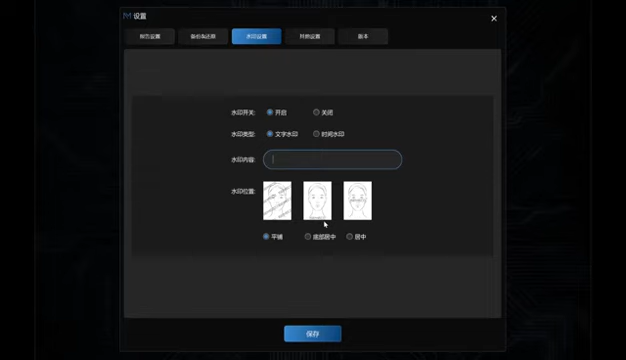 设置
报告设置 备份和还原 水印设置 其他设置 版本
水印开关: 开启 关闭
水印类型: 文字水印 时间水印
水印内容:
水印位置:
平铺 底部居中 居中
保存